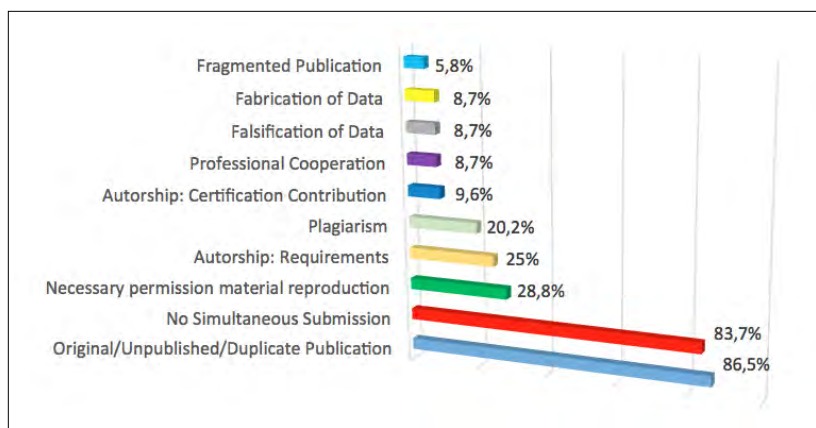 Fragmented Publication 5,8%
Fabrication of Data 8,7%
Falsification of Data 8,7%
Professional Cooperation 8,7%
Autorship: Certification Contribution 9,6%
Plagiarism 20,2%
Autorship: Requirements 25%
Necessary permission material reproduction 28,8%
No Simultaneous Submission 83,7%
Original/Unpublished/Duplicate Publication 86,5%